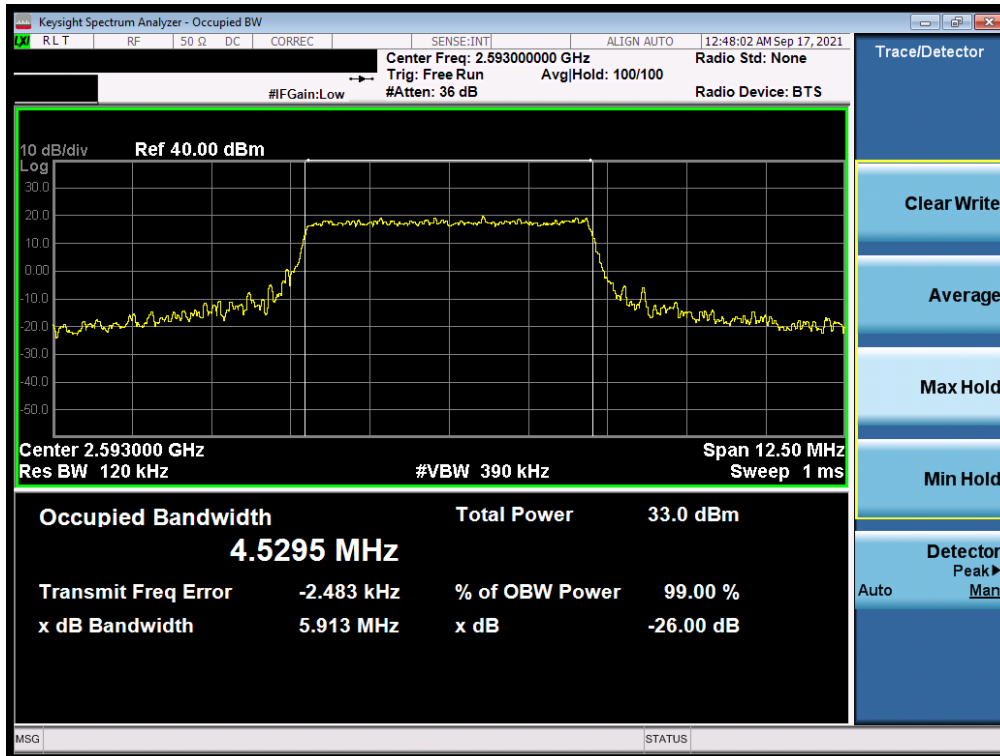 Keysight Spectrum Analyzer - Occupied BW
LXI RLT RF 50 Ω DC CORREC SENSE:INT ALIGN AUTO 12:48:02 AM Sep 17, 2021
Center Freq: 2.593000000 GHz Radio Std: None
Trig: Free Run Avg|Hold: 100/100
#IFGain:Low #Atten: 36 dB Radio Device: BTS
10 dB/div Ref 40.00 dBm
Log
30.0
20.0
10.0
0.00
-10.0
-20.0
-30.0
-40.0
-50.0
Center 2.593000 GHz Span 12.50 MHz
Res BW 120 kHz #VBW 390 kHz Sweep 1 ms
Occupied Bandwidth Total Power 33.0 dBm
4.5295 MHz
Transmit Freq Error -2.483 kHz % of OBW Power 99.00 %
x dB Bandwidth 5.913 MHz x dB -26.00 dB
MSG STATUS
Trace/Detector
Clear Write
Average
Max Hold
Min Hold
Detector
Peak▶
Auto Man